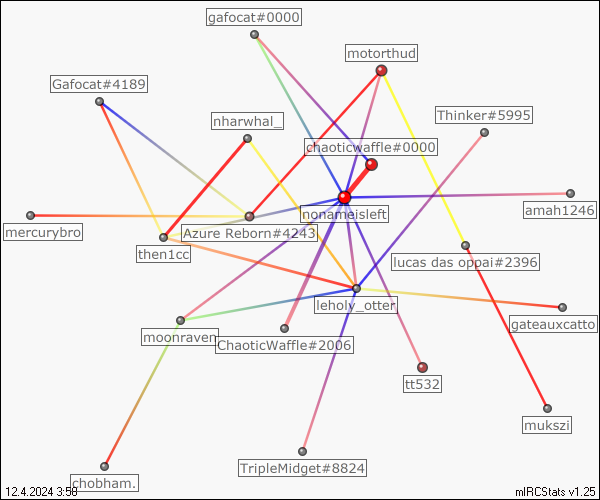 gafocat#0000
motorthud
Gafocat#4189
Thinker#5995
nharwhal_
chaoticwaffle#0000
amah1246
nonameisleft
mercurybro
Azure Reborn#4243
then1cc
lucas das oppai#2396
leholy_otter
gateauxcatto
moonraven
ChaoticWaffle#2006
tt532
mukszi
TripleMidget#8824
chobham.
12.4.2024 3:50
mIRCStats v1.25